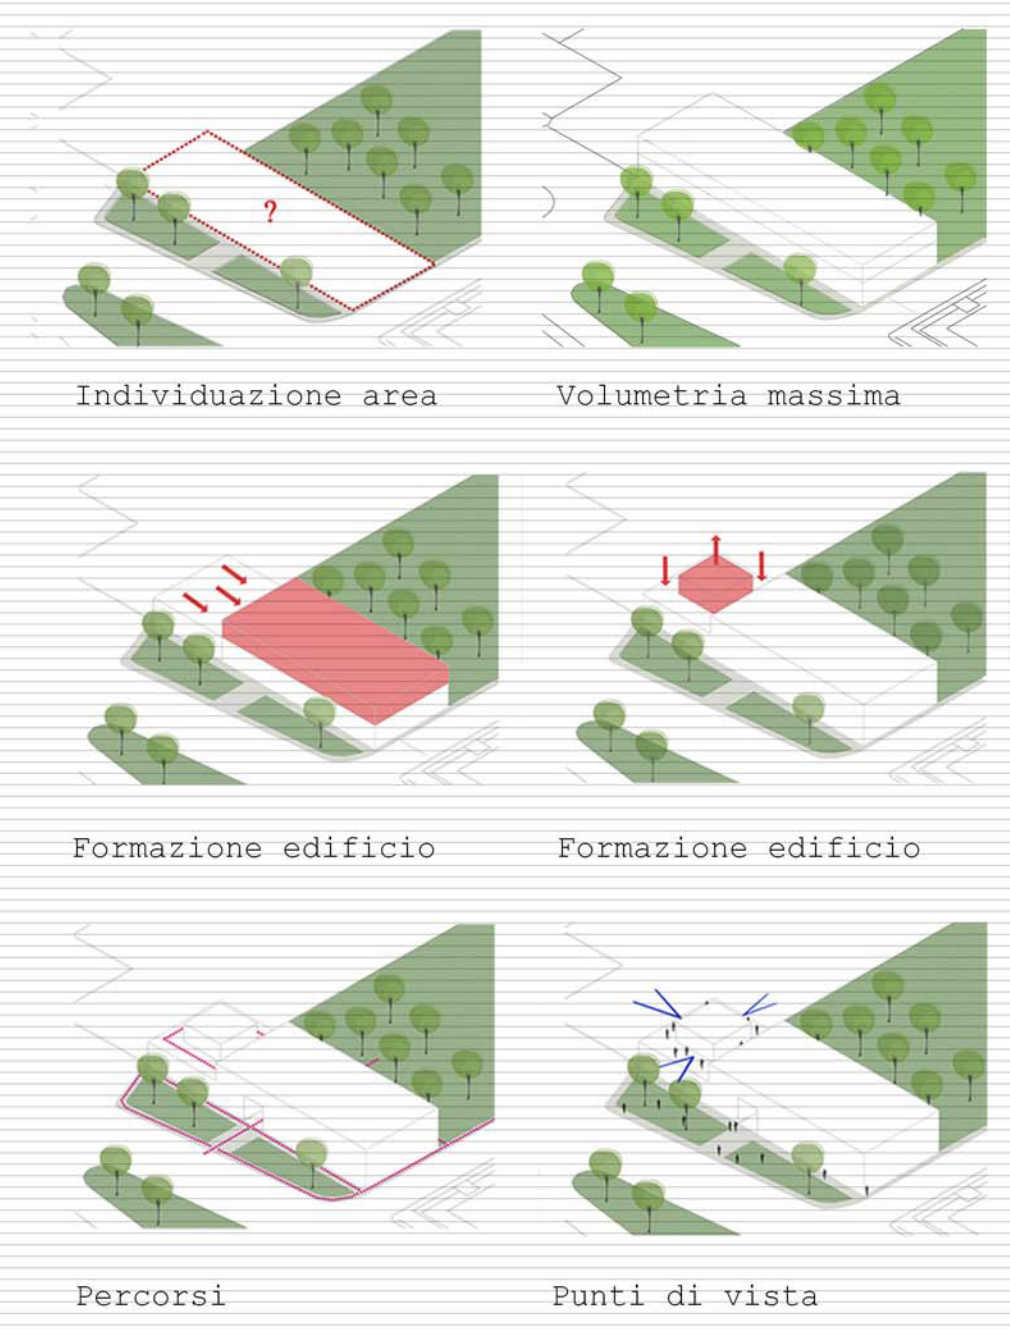 ?
Individuazione area
Volumetria massima
Formazione edificio
Formazione edificio
Percorsi
Punti di vista